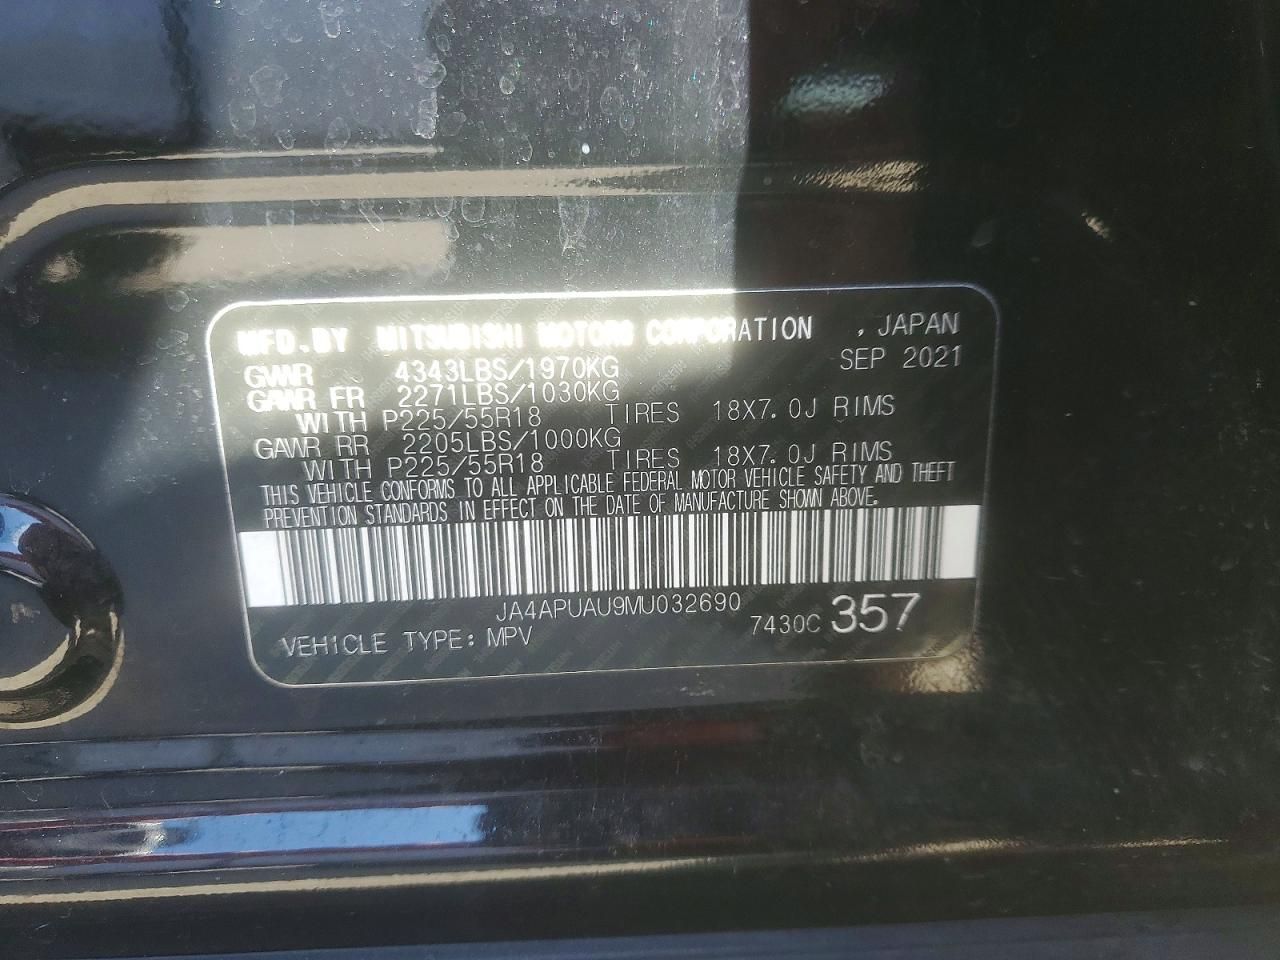 MFD. BY MITSUBISHI MOTORS CORPORATION , JAPAN
GVWR 4343LBS/1970KG SEP 2021
GAWR FR 2271LBS/1030KG
WITH P225/55R18 TIRES 18X7.0J RIMS
GAWR RR 2205LBS/1000KG
WITH P225/55R18 TIRES 18X7.0J RIMS
THIS VEHICLE CONFORMS TO ALL APPLICABLE FEDERAL MOTOR VEHICLE SAFETY AND THEFT
PREVENTION STANDARDS IN EFFECT ON THE DATE OF MANUFACTURE SHOWN ABOVE.
JA4APUAU9MU032690
VEHICLE TYPE: MPV 7430C 357